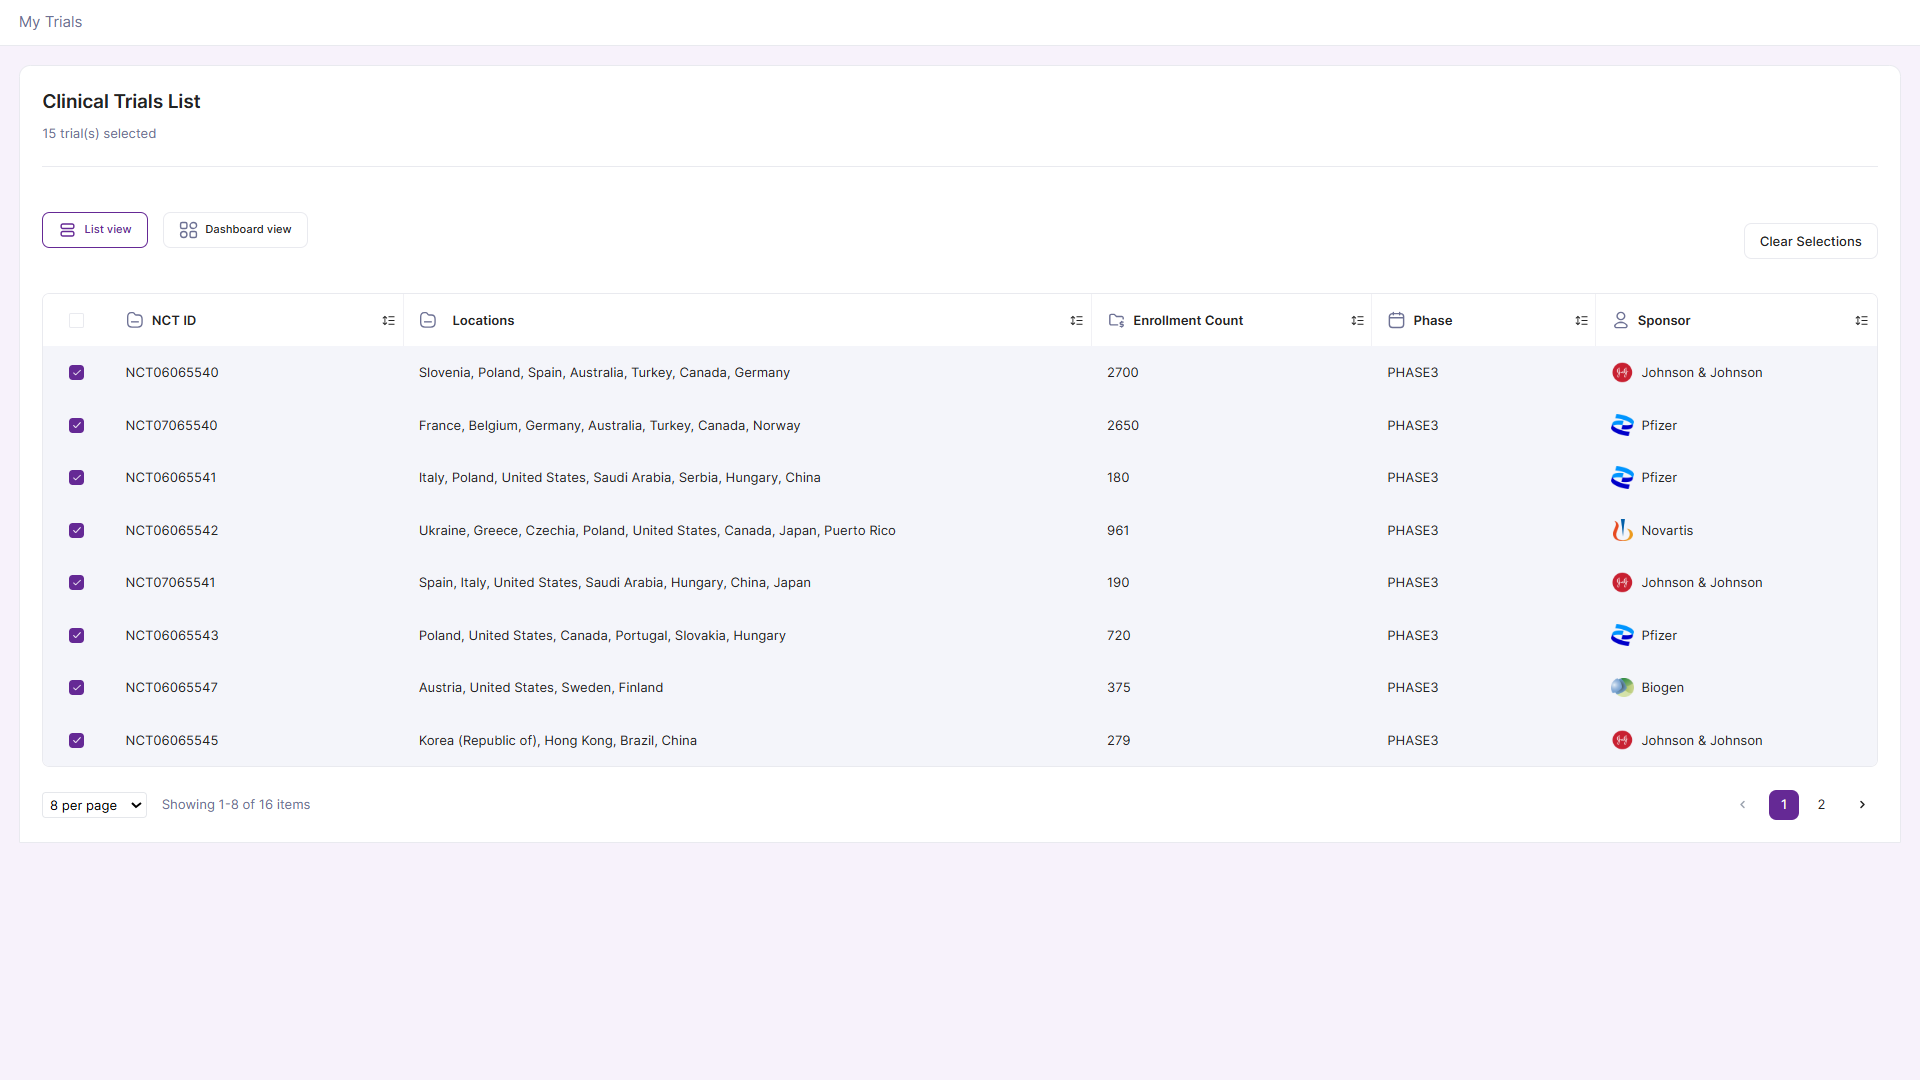 My Trials
Clinical Trials List
15 trial(s) selected
List view
Dashboard view
Clear Selections
NCT ID Locations Enrollment Count Phase Sponsor
NCT06065540 Slovenia, Poland, Spain, Australia, Turkey, Canada, Germany 2700 PHASE3 Johnson & Johnson
NCT07065540 France, Belgium, Germany, Australia, Turkey, Canada, Norway 2650 PHASE3 Pfizer
NCT06065541 Italy, Poland, United States, Saudi Arabia, Serbia, Hungary, China 180 PHASE3 Pfizer
NCT06065542 Ukraine, Greece, Czechia, Poland, United States, Canada, Japan, Puerto Rico 961 PHASE3 Novartis
NCT07065541 Spain, Italy, United States, Saudi Arabia, Hungary, China, Japan 190 PHASE3 Johnson & Johnson
NCT06065543 Poland, United States, Canada, Portugal, Slovakia, Hungary 720 PHASE3 Pfizer
NCT06065547 Austria, United States, Sweden, Finland 375 PHASE3 Biogen
NCT06065545 Korea (Republic of), Hong Kong, Brazil, China 279 PHASE3 Johnson & Johnson
8 per page Showing 1-8 of 16 items 1 2